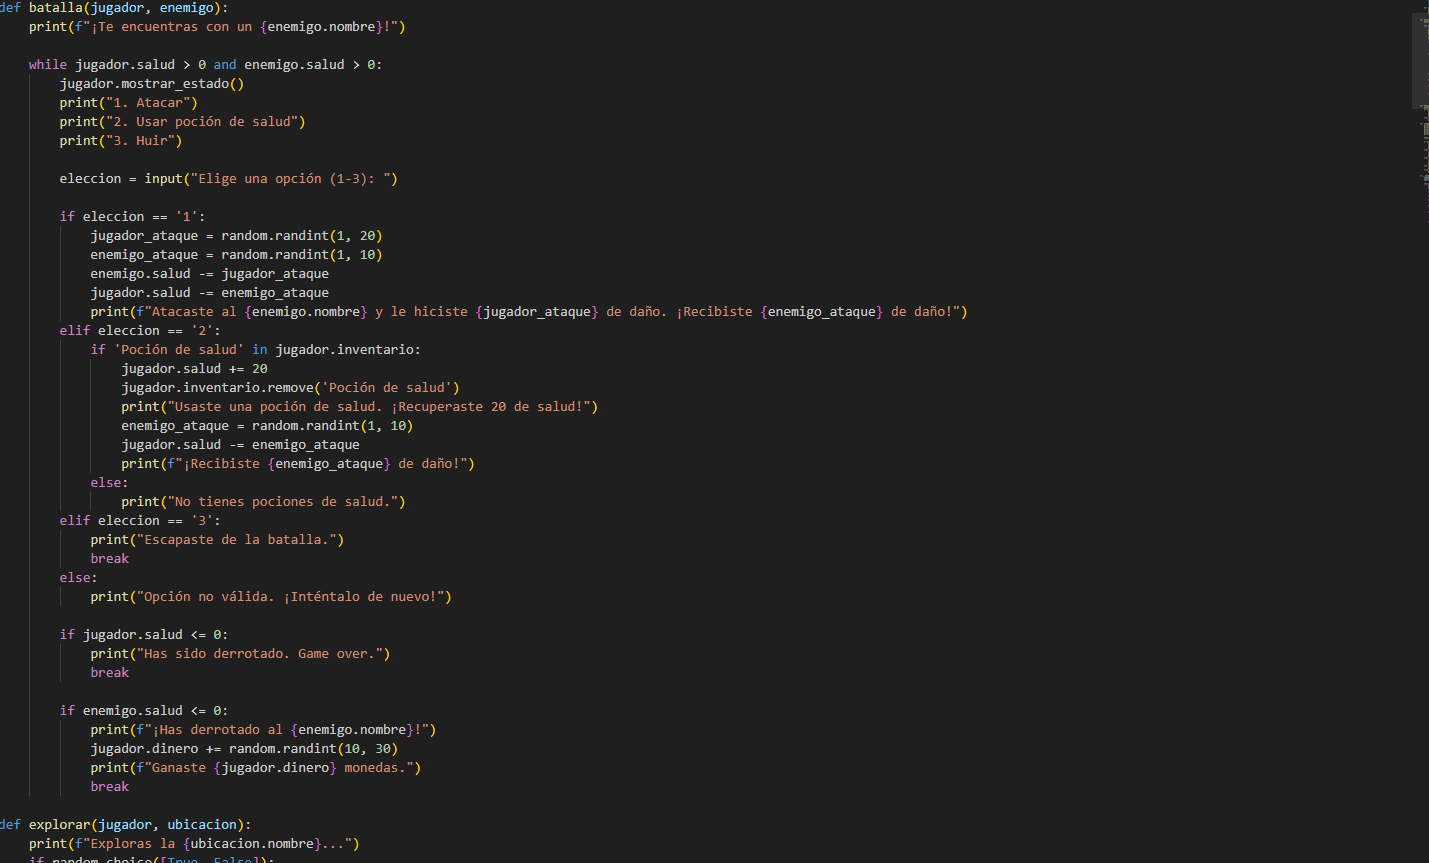 def batalla(jugador, enemigo):
    print(f"¡Te encuentras con un {enemigo.nombre}!")
    while jugador.salud > 0 and enemigo.salud > 0:
        jugador.mostrar_estado()
        print("1. Atacar")
        print("2. Usar poción de salud")
        print("3. Huir")
        eleccion = input("Elige una opción (1-3): ")
        if eleccion == '1':
            jugador_ataque = random.randint(1, 20)
            enemigo_ataque = random.randint(1, 10)
            enemigo.salud -= jugador_ataque
            jugador.salud -= enemigo_ataque
            print(f"Atacaste al {enemigo.nombre} y le hiciste {jugador_ataque} de daño. ¡Recibiste {enemigo_ataque} de daño!")
        elif eleccion == '2':
            if 'Poción de salud' in jugador.inventario:
                jugador.salud += 20
                jugador.inventario.remove('Poción de salud')
                print("Usaste una poción de salud. ¡Recuperaste 20 de salud!")
                enemigo_ataque = random.randint(1, 10)
                jugador.salud -= enemigo_ataque
                print(f"¡Recibiste {enemigo_ataque} de daño!")
            else:
                print("No tienes pociones de salud.")
        elif eleccion == '3':
            print("Escapaste de la batalla.")
            break
        else:
            print("Opción no válida. ¡Inténtalo de nuevo!")
        if jugador.salud <= 0:
            print("Has sido derrotado. Game over.")
            break
        if enemigo.salud <= 0:
            print(f"¡Has derrotado al {enemigo.nombre}!")
            jugador.dinero += random.randint(10, 30)
            print(f"Ganaste {jugador.dinero} monedas.")
            break
def explorar(jugador, ubicacion):
    print(f"Exploras la {ubicacion.nombre}...")
    if random.choice([True, False]):